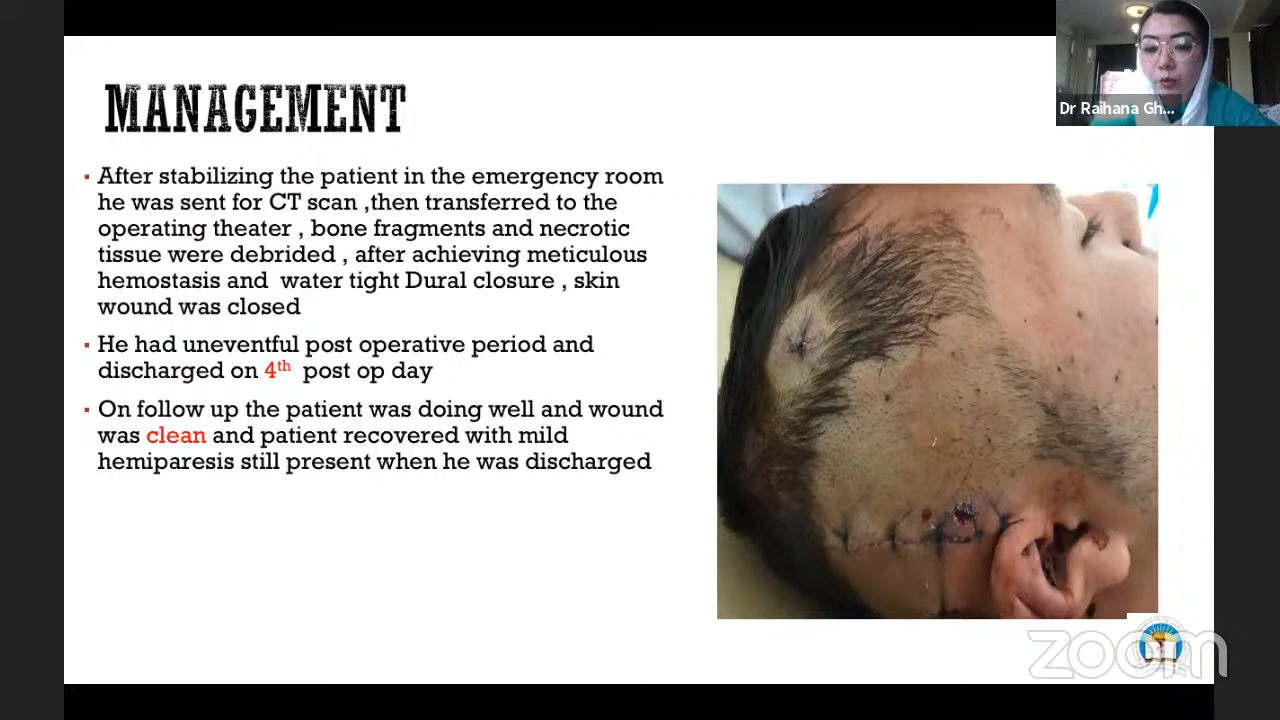 MANAGEMENT
Dr Raihana Gh...
▪ After stabilizing the patient in the emergency room
he was sent for CT scan ,then transferred to the
operating theater , bone fragments and necrotic
tissue were debrided , after achieving meticulous
hemostasis and water tight Dural closure , skin
wound was closed
▪ He had uneventful post operative period and
discharged on 4th post op day
▪ On follow up the patient was doing well and wound
was clean and patient recovered with mild
hemiparesis still present when he was discharged
zoom